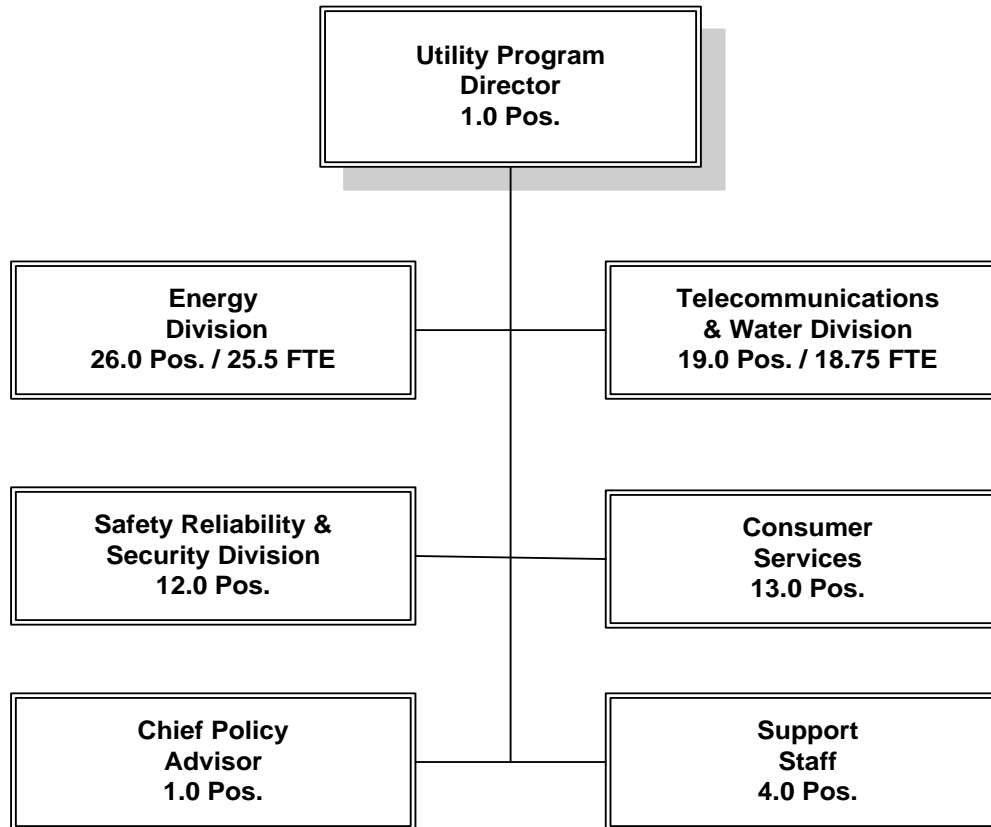 Utility Program
Director
1.0 Pos.
Energy
Division
26.0 Pos. / 25.5 FTE
Telecommunications
& Water Division
19.0 Pos. / 18.75 FTE
Safety Reliability &
Security Division
12.0 Pos.
Consumer
Services
13.0 Pos.
Chief Policy
Advisor
1.0 Pos.
Support
Staff
4.0 Pos.